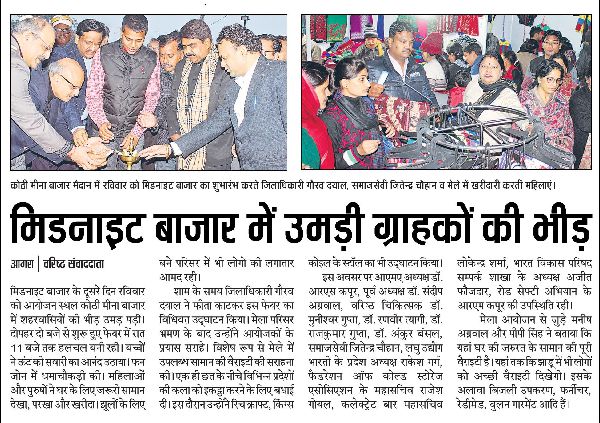 कोठी मीना बाजार मैदान में रविवार को मिडनाइट बाजार का शुभारंभ करते जिलाधिकारी गौरव दयाल, समाजसेवी जितेन्द्र चौहान व मेले में खरीदारी करती महिलाएं।
मिडनाइट बाजार में उमड़ी ग्राहकों की भीड़
आगरा | वरिष्ठ संवाददाता
मिडनाइट बाजार के दूसरे दिन रविवार
को आयोजन स्थल कोठी मीना बाजार
में शहरवासियों की भीड़ उमड़ पड़ी।
दोपहर दो बजे से शुरू हुए फेयर में रात
11 बजे तक हलचल बनी रही। बच्चों
ने ऊंट की सवारी का आनंद उठाया। फन
जोन में धमाचौकड़ी की। महिलाओं
और पुरुषों ने घर के लिए जरूरी सामान
देखा, परखा और खरीदा। झूलों के लिए
बने परिसर में भी लोगों की लगातार
आमद रही।
शाम के समय जिलाधिकारी गौरव
दयाल ने फीता काटकर इस फेयर का
विधिवत उद्घाटन किया। मेला परिसर
भ्रमण के बाद उन्होंने आयोजकों के
प्रयास सराहे। विशेष रूप से मेले में
उपलब्ध सामान की वैराइटी की सराहना
की। एक ही छत के नीचे विभिन्न प्रदेशों
की कला को इकट्ठा करने के लिए बधाई
दी। इस दौरान उन्होंने रिच क्राफ्ट, किंग्स
कोइल के स्टॉल का भी उद्घाटन किया।
इस अवसर पर आएमए अध्यक्ष डॉ.
आरएस कपूर, पूर्व अध्यक्ष डॉ. संदीप
अग्रवाल, वरिष्ठ चिकित्सक डॉ.
मुनीश्वर गुप्ता, डॉ. रणवीर त्यागी, डॉ.
राजकुमार गुप्ता, डॉ. अंकुर बंसल,
समाजसेवी जितेन्द्र चौहान, लघु उद्योग
भारती के प्रदेश अध्यक्ष राकेश गर्ग,
फैडरेशन ऑफ कोल्ड स्टोरेज
एसोसिएशन के महासचिव राजेश
गोयल, कलेक्ट्रेट बार महासचिव
लोकेन्द्र शर्मा, भारत विकास परिषद
सम्पर्क शाखा के अध्यक्ष अजीत
फौजदार, रोड सेफ्टी अभियान के
आरएम कपूर की उपस्थिति रही।
मेला आयोजन से जुड़े मनीष
अग्रवाल और पीपी सिंह ने बताया कि
यहां घर की जरुरत के सामान की पूरी
वैराइटी है। यहां तक कि झाड़ू में भी लोगों
को अच्छी वैराइटी दिखेगी। इसके
अलावा बिजली उपकरण, फर्नीचर,
रेडीमेड, वुलन गारमेंट आदि हैं।